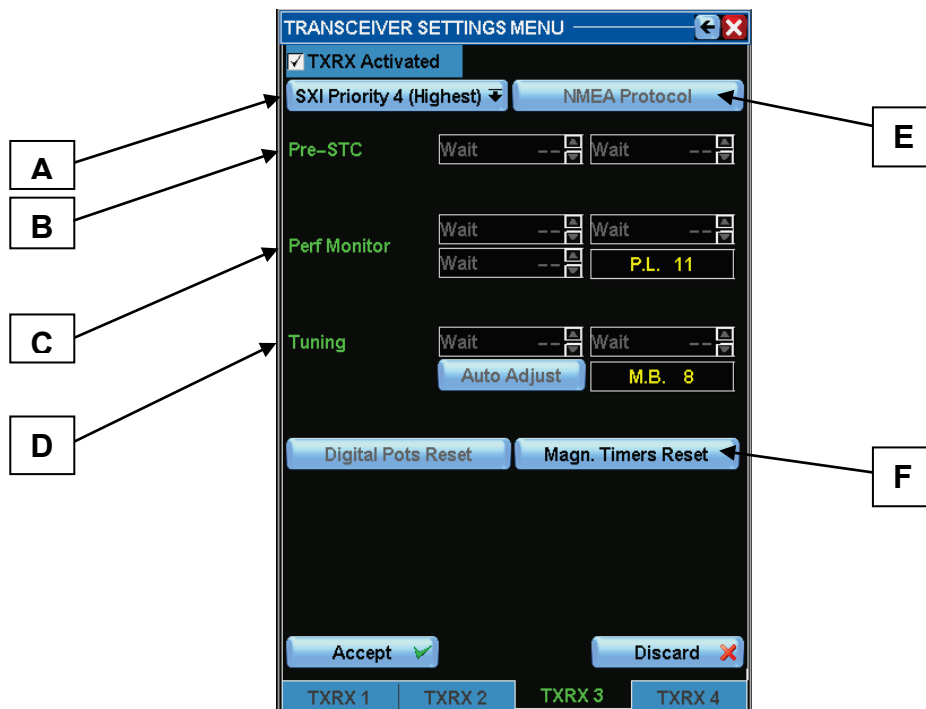 TRANSCEIVER SETTINGS MENU
TXRX Activated
SXI Priority 4 (Highest) NMEA Protocol
E
A
Pre-STC Wait -- Wait --
B
Wait -- Wait --
Perf Monitor
Wait -- P.L. 11
C
Tuning Wait -- Wait --
Auto Adjust M.B. 8
D
Digital Pots Reset Magn. Timers Reset
F
Accept Discard
TXRX 1 TXRX 2 TXRX 3 TXRX 4